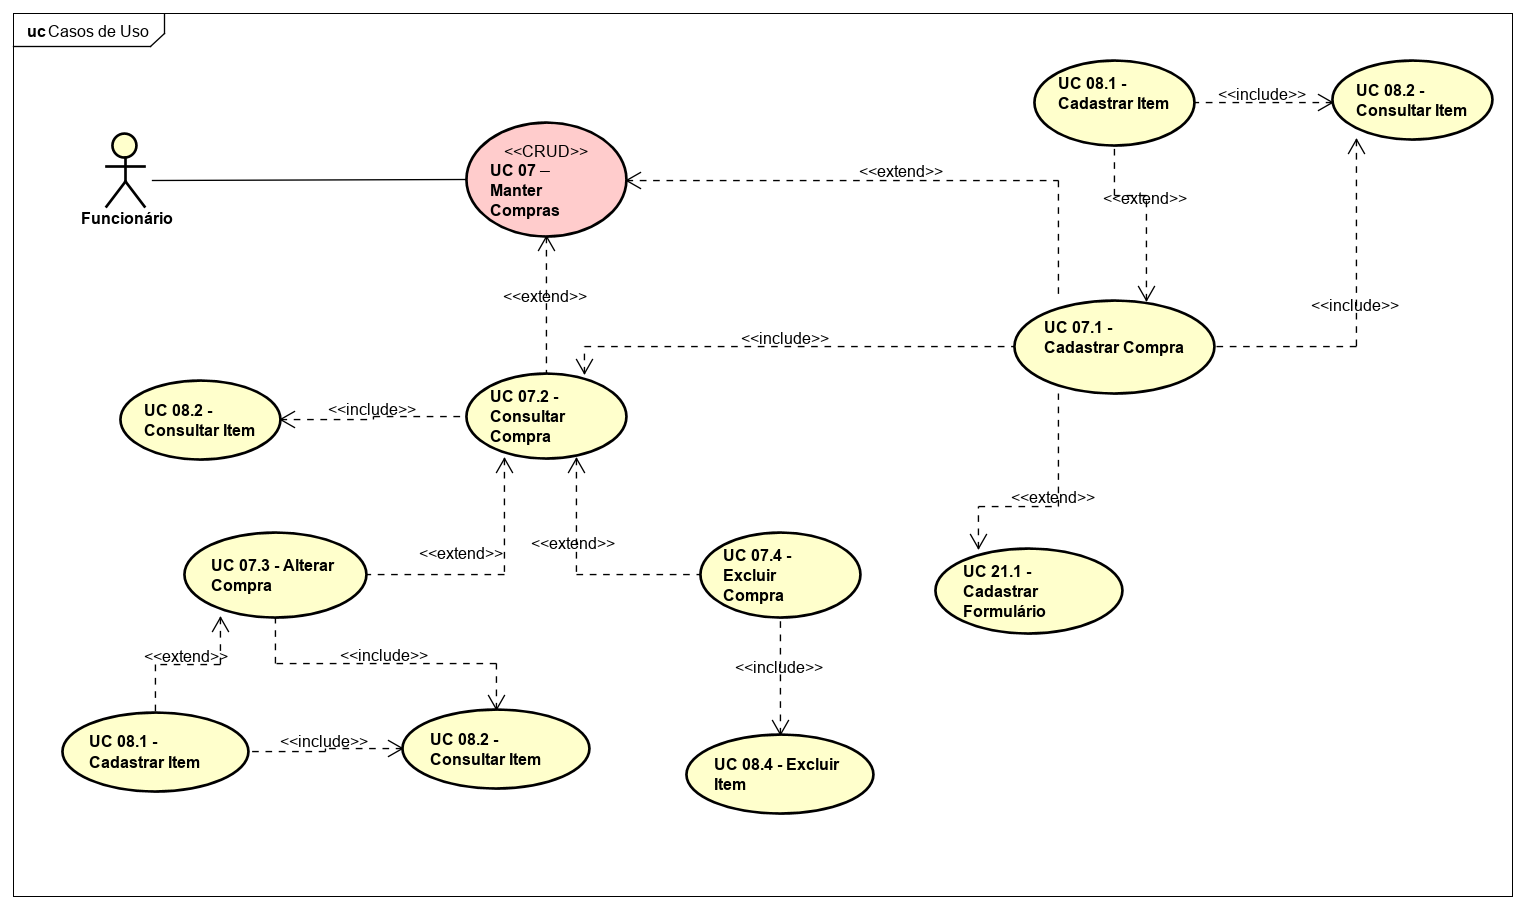 uc Casos de Uso
UC 08.1 -
Cadastrar Item
<<include>>
UC 08.2 -
Consultar Item
Funcionário
<<CRUD>>
UC 07 –
Manter
Compras
<<extend>>
<<extend>>
<<extend>>
<<include>>
<<include>>
UC 07.1 -
Cadastrar Compra
UC 08.2 -
Consultar Item
<<include>>
UC 07.2 -
Consultar
Compra
<<extend>>
UC 07.3 - Alterar
Compra
<<extend>>
<<extend>>
UC 07.4 -
Excluir
Compra
UC 21.1 -
Cadastrar
Formulário
<<extend>>
<<include>>
<<include>>
UC 08.1 -
Cadastrar Item
<<include>>
UC 08.2 -
Consultar Item
UC 08.4 - Excluir
Item